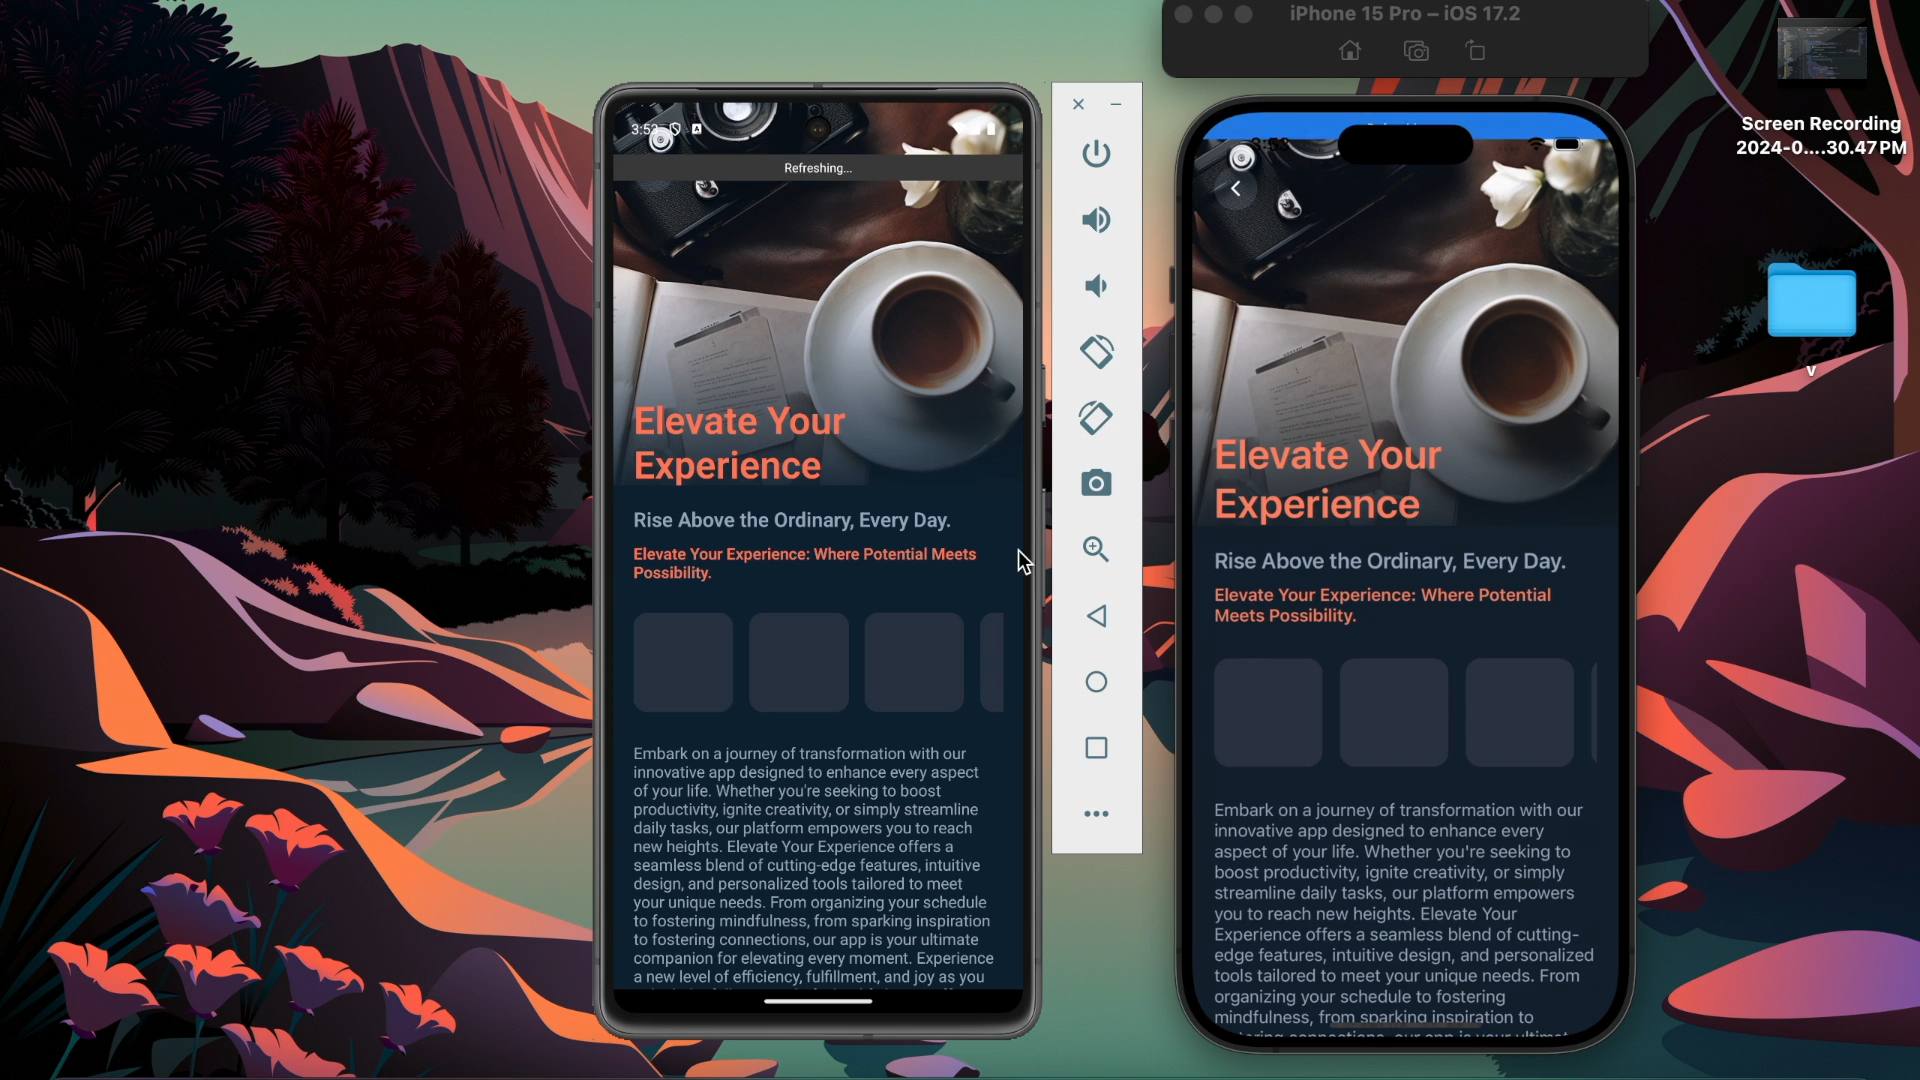 iPhone 15 Pro – iOS 17.2
Screen Recording
2024-0....30.47 PM
v
3:53
A
Refreshing...
Elevate Your
Experience
Rise Above the Ordinary, Every Day.
Elevate Your Experience: Where Potential Meets
Possibility.
Embark on a journey of transformation with our
innovative app designed to enhance every aspect
of your life. Whether you're seeking to boost
productivity, ignite creativity, or simply streamline
daily tasks, our platform empowers you to reach
new heights. Elevate Your Experience offers a
seamless blend of cutting-edge features, intuitive
design, and personalized tools tailored to meet
your unique needs. From organizing your schedule
to fostering mindfulness, from sparking inspiration
to fostering connections, our app is your ultimate
companion for elevating every moment. Experience
a new level of efficiency, fulfillment, and joy as you
Elevate Your
Experience
Rise Above the Ordinary, Every Day.
Elevate Your Experience: Where Potential
Meets Possibility.
Embark on a journey of transformation with our
innovative app designed to enhance every
aspect of your life. Whether you're seeking to
boost productivity, ignite creativity, or simply
streamline daily tasks, our platform empowers
you to reach new heights. Elevate Your
Experience offers a seamless blend of cutting-
edge features, intuitive design, and personalized
tools tailored to meet your unique needs. From
organizing your schedule to fostering
mindfulness, from sparking inspiration to
connections, our app is your